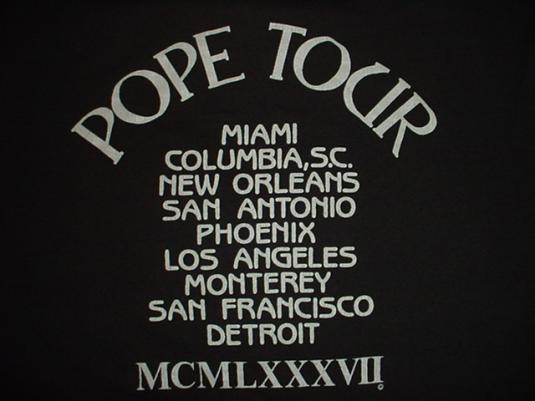 POPE TOUR
MIAMI
COLUMBIA, S.C.
NEW ORLEANS
SAN ANTONIO
PHOENIX
LOS ANGELES
MONTEREY
SAN FRANCISCO
DETROIT
MCMLXXXVII ©